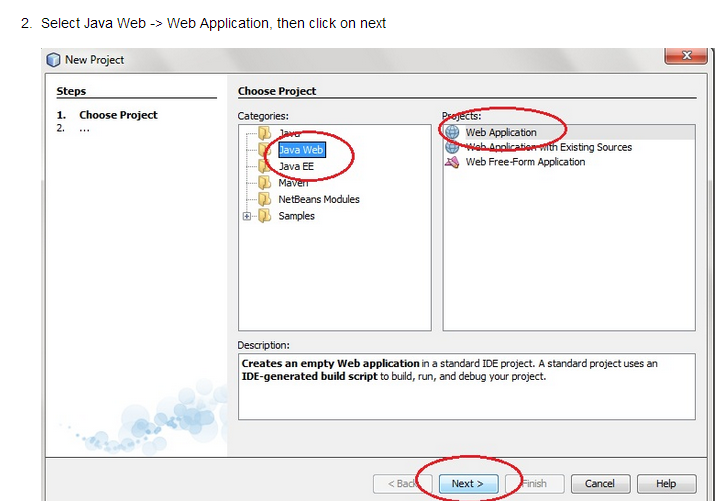 2. Select Java Web -> Web Application, then click on next
New Project
Steps
1. Choose Project
2. ...
Choose Project
Categories:
Java
Java Web
Java EE
Maven
NetBeans Modules
Samples
Projects:
Web Application
Web Application with Existing Sources
Web Free-Form Application
Description:
Creates an empty Web application in a standard IDE project. A standard project uses an
IDE-generated build script to build, run, and debug your project.
< Back
Next >
Finish
Cancel
Help